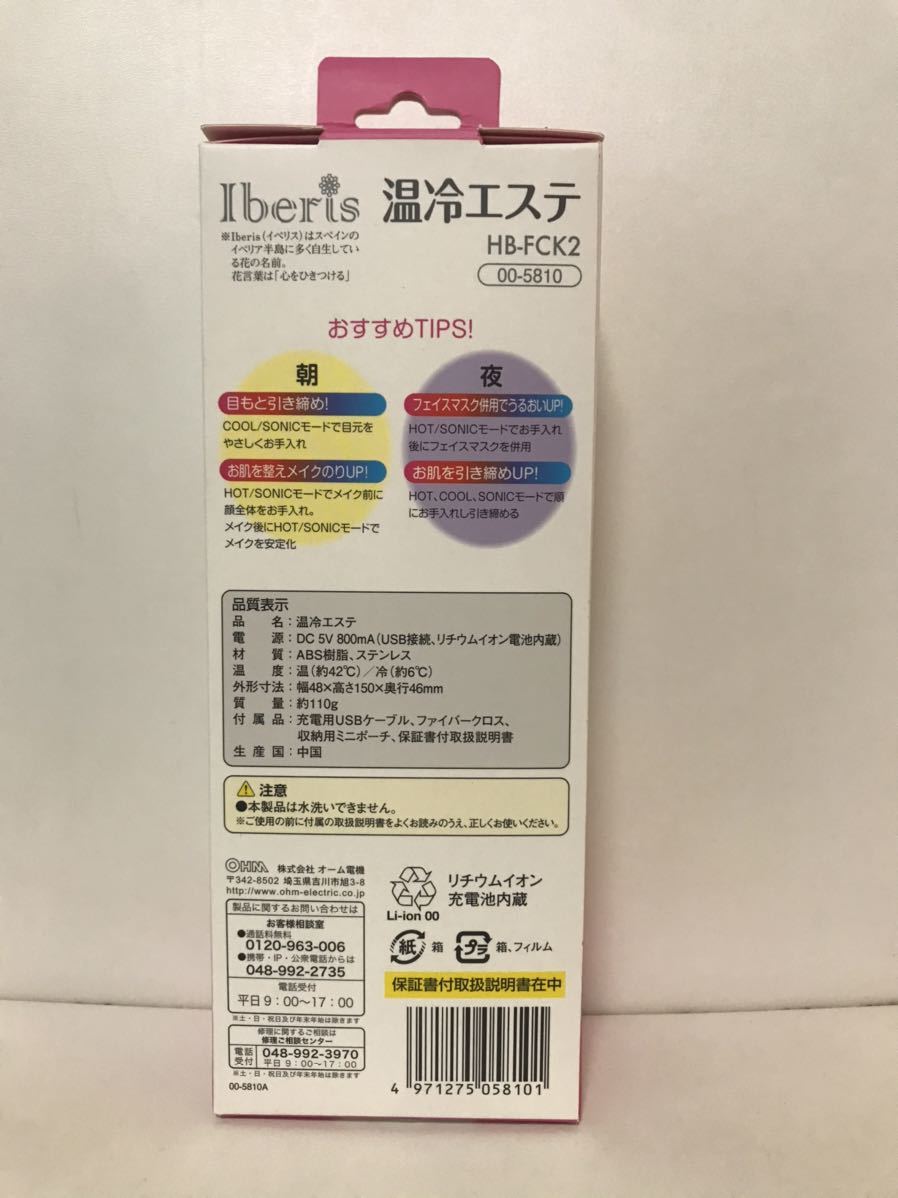 Iberis
温冷エステ
※Iberis(イベリス)はスペインの
イベリア半島に多く自生してい
る花の名前。
花言葉は「心をひきつける」
HB-FCK2
00-5810
おすすめTIPS!
朝
目もと引き締め!
COOL/SONICモードで目元を
やさしくお手入れ
お肌を整えメイクのりUP!
HOT/SONICモードでメイク前に
顔全体をお手入れ。
メイク後にHOT/SONICモードで
メイクを安定化
夜
フェイスマスク併用でうるおいUP!
HOT/SONICモードでお手入れ
後にフェイスマスクを併用
お肌を引き締めUP!
HOT、COOL、SONICモードで順
にお手入れし引き締める
品質表示
品名:温冷エステ
電源:DC 5V 800mA(USB接続、リチウムイオン電池内蔵)
材質:ABS樹脂、ステンレス
温度:温(約42℃)/冷(約6℃)
外形寸法:幅48×高さ150×奥行46mm
質量:約110g
付属品:充電用USBケーブル、ファイバークロス、
収納用ミニポーチ、保証書付取扱説明書
生産国:中国
注意
●本製品は水洗いできません。
※ご使用の前に付属の取扱説明書をよくお読みのうえ、正しくお使いください。
OHM 株式会社 オーム電機
〒342-8502 埼玉県吉川市旭3-8
http://www.ohm-electric.co.jp
製品に関するお問い合わせは
お客様相談室
●通話料無料
0120-963-006
●携帯・IP・公衆電話からは
048-992-2735
電話受付
平日9:00〜17:00
※土・日・祝日及び年末年始は除きます
修理に関するご相談は
修理ご相談センター
電話受付
048-992-3970
平日 9:00〜17:00
※土・日・祝日及び年末年始は除きます
00-5810A
Li-ion 00
リチウムイオン
充電池内蔵
紙 箱
プラ 箱、フィルム
保証書付取扱説明書在中
4 971275 058101